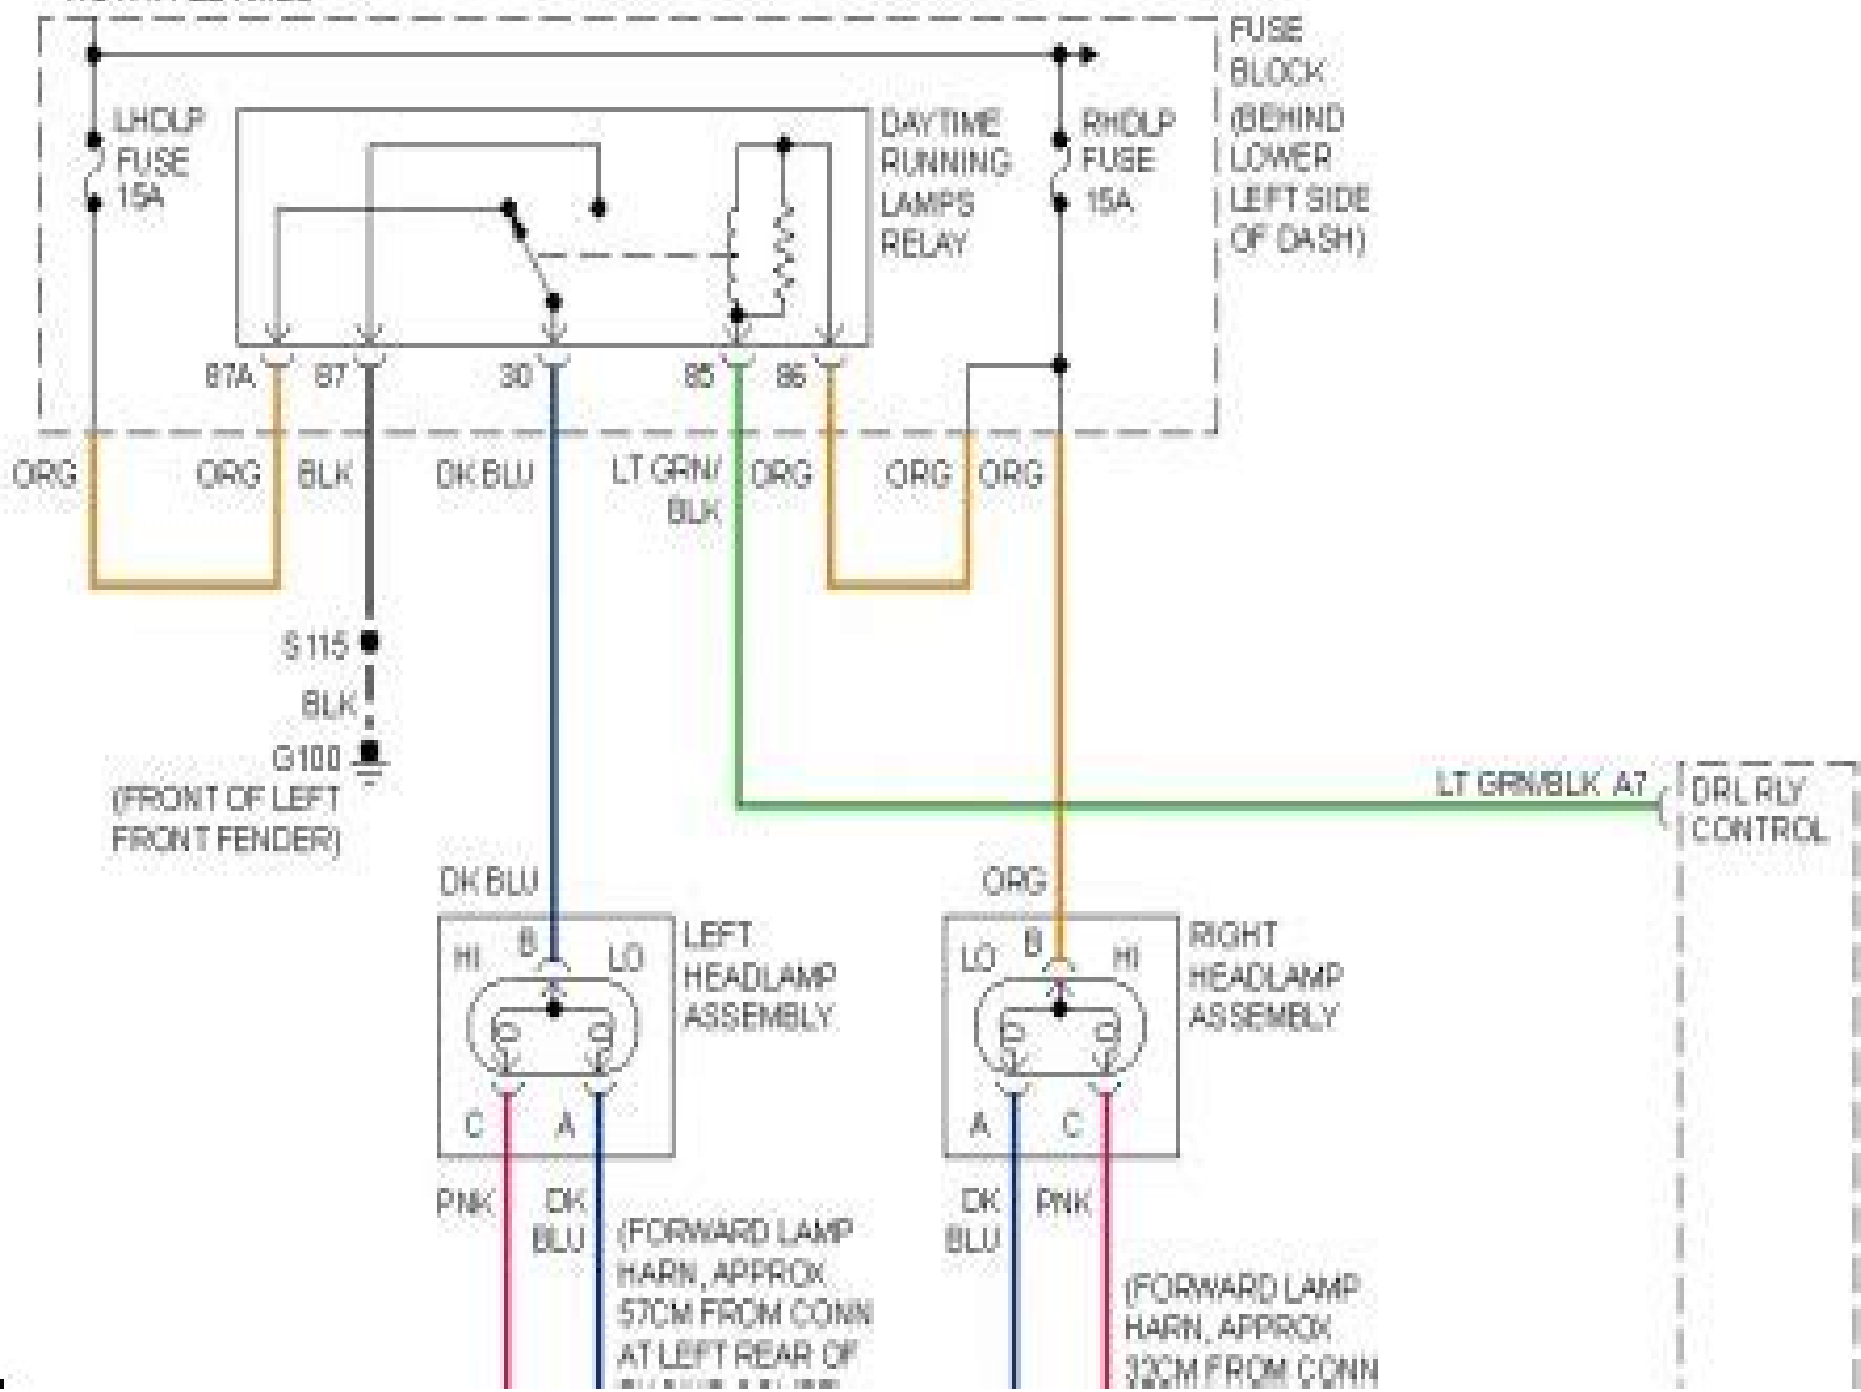 FUSE
BLOCK
(BEHIND
LOWER
LEFT SIDE
OF DASH)
LHDLP
FUSE
15A
DAYTIME
RUNNING
LAMPS
RELAY
RHDLP
FUSE
15A
87A
87
30
85
86
ORG
ORG
BLK
DK BLU
LT GRN/
BLK
ORG
ORG
ORG
S115
BLK
G100
(FRONT OF LEFT
FRONT FENDER)
LT GRN/BLK A7
DRL RLY
CONTROL
DK BLU
ORG
HI
B
LO
LEFT
HEADLAMP
ASSEMBLY
LO
B
HI
RIGHT
HEADLAMP
ASSEMBLY
C
A
A
C
PNK
DK
BLU
DK
BLU
PNK
(FORWARD LAMP
HARN, APPROX
57CM FROM CONN
AT LEFT REAR OF
(FORWARD LAMP
HARN, APPROX
32CM FROM CONN